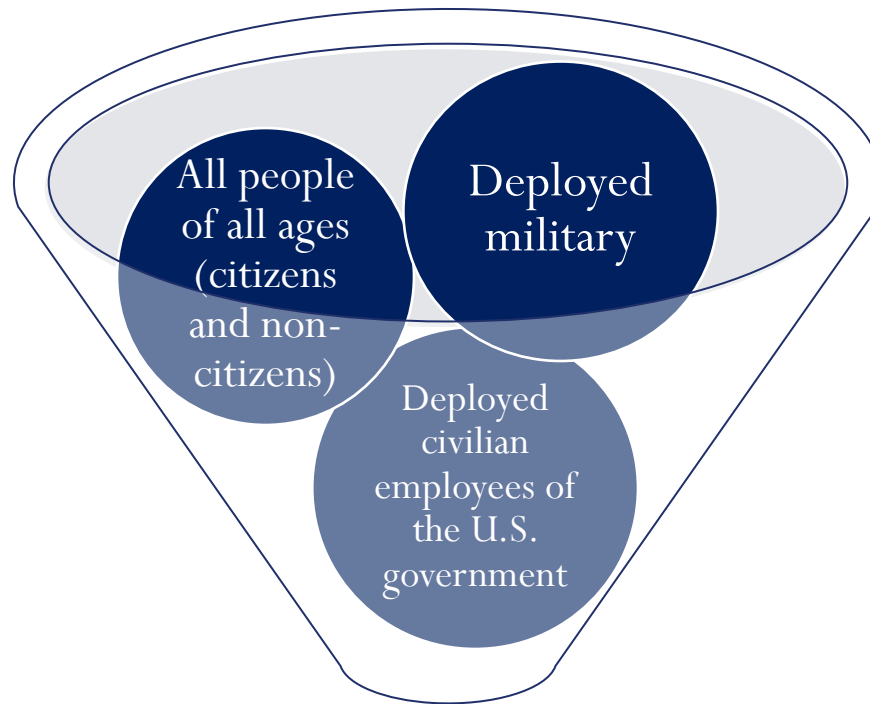 All people
of all ages
(citizens
and non-
citizens)
Deployed
military
Deployed
civilian
employees of
the U.S.
government